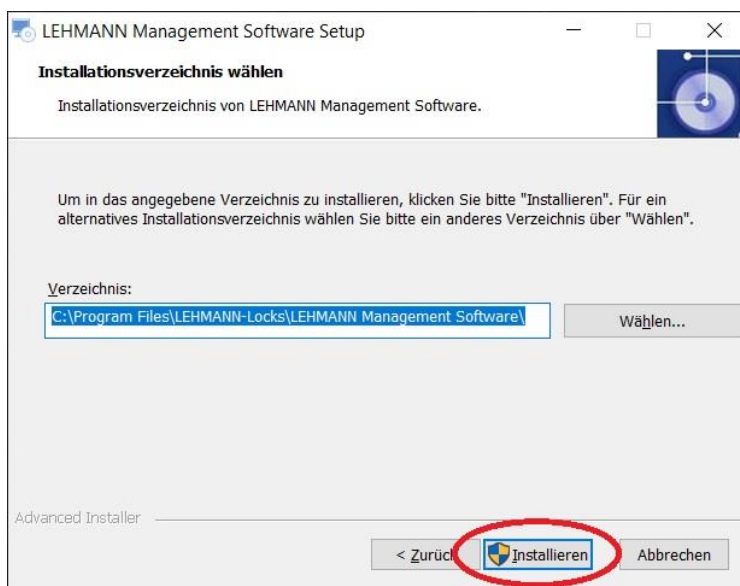 LEHMANN Management Software Setup
Installationsverzeichnis wählen
Installationsverzeichnis von LEHMANN Management Software.
Um in das angegebene Verzeichnis zu installieren, klicken Sie bitte "Installieren". Für ein
alternatives Installationsverzeichnis wählen Sie bitte ein anderes Verzeichnis über "Wählen".
Verzeichnis:
C:\Program Files\LEHMANN-Locks\LEHMANN Management Software\
Wählen...
Advanced Installer
< Zurück
Installieren
Abbrechen